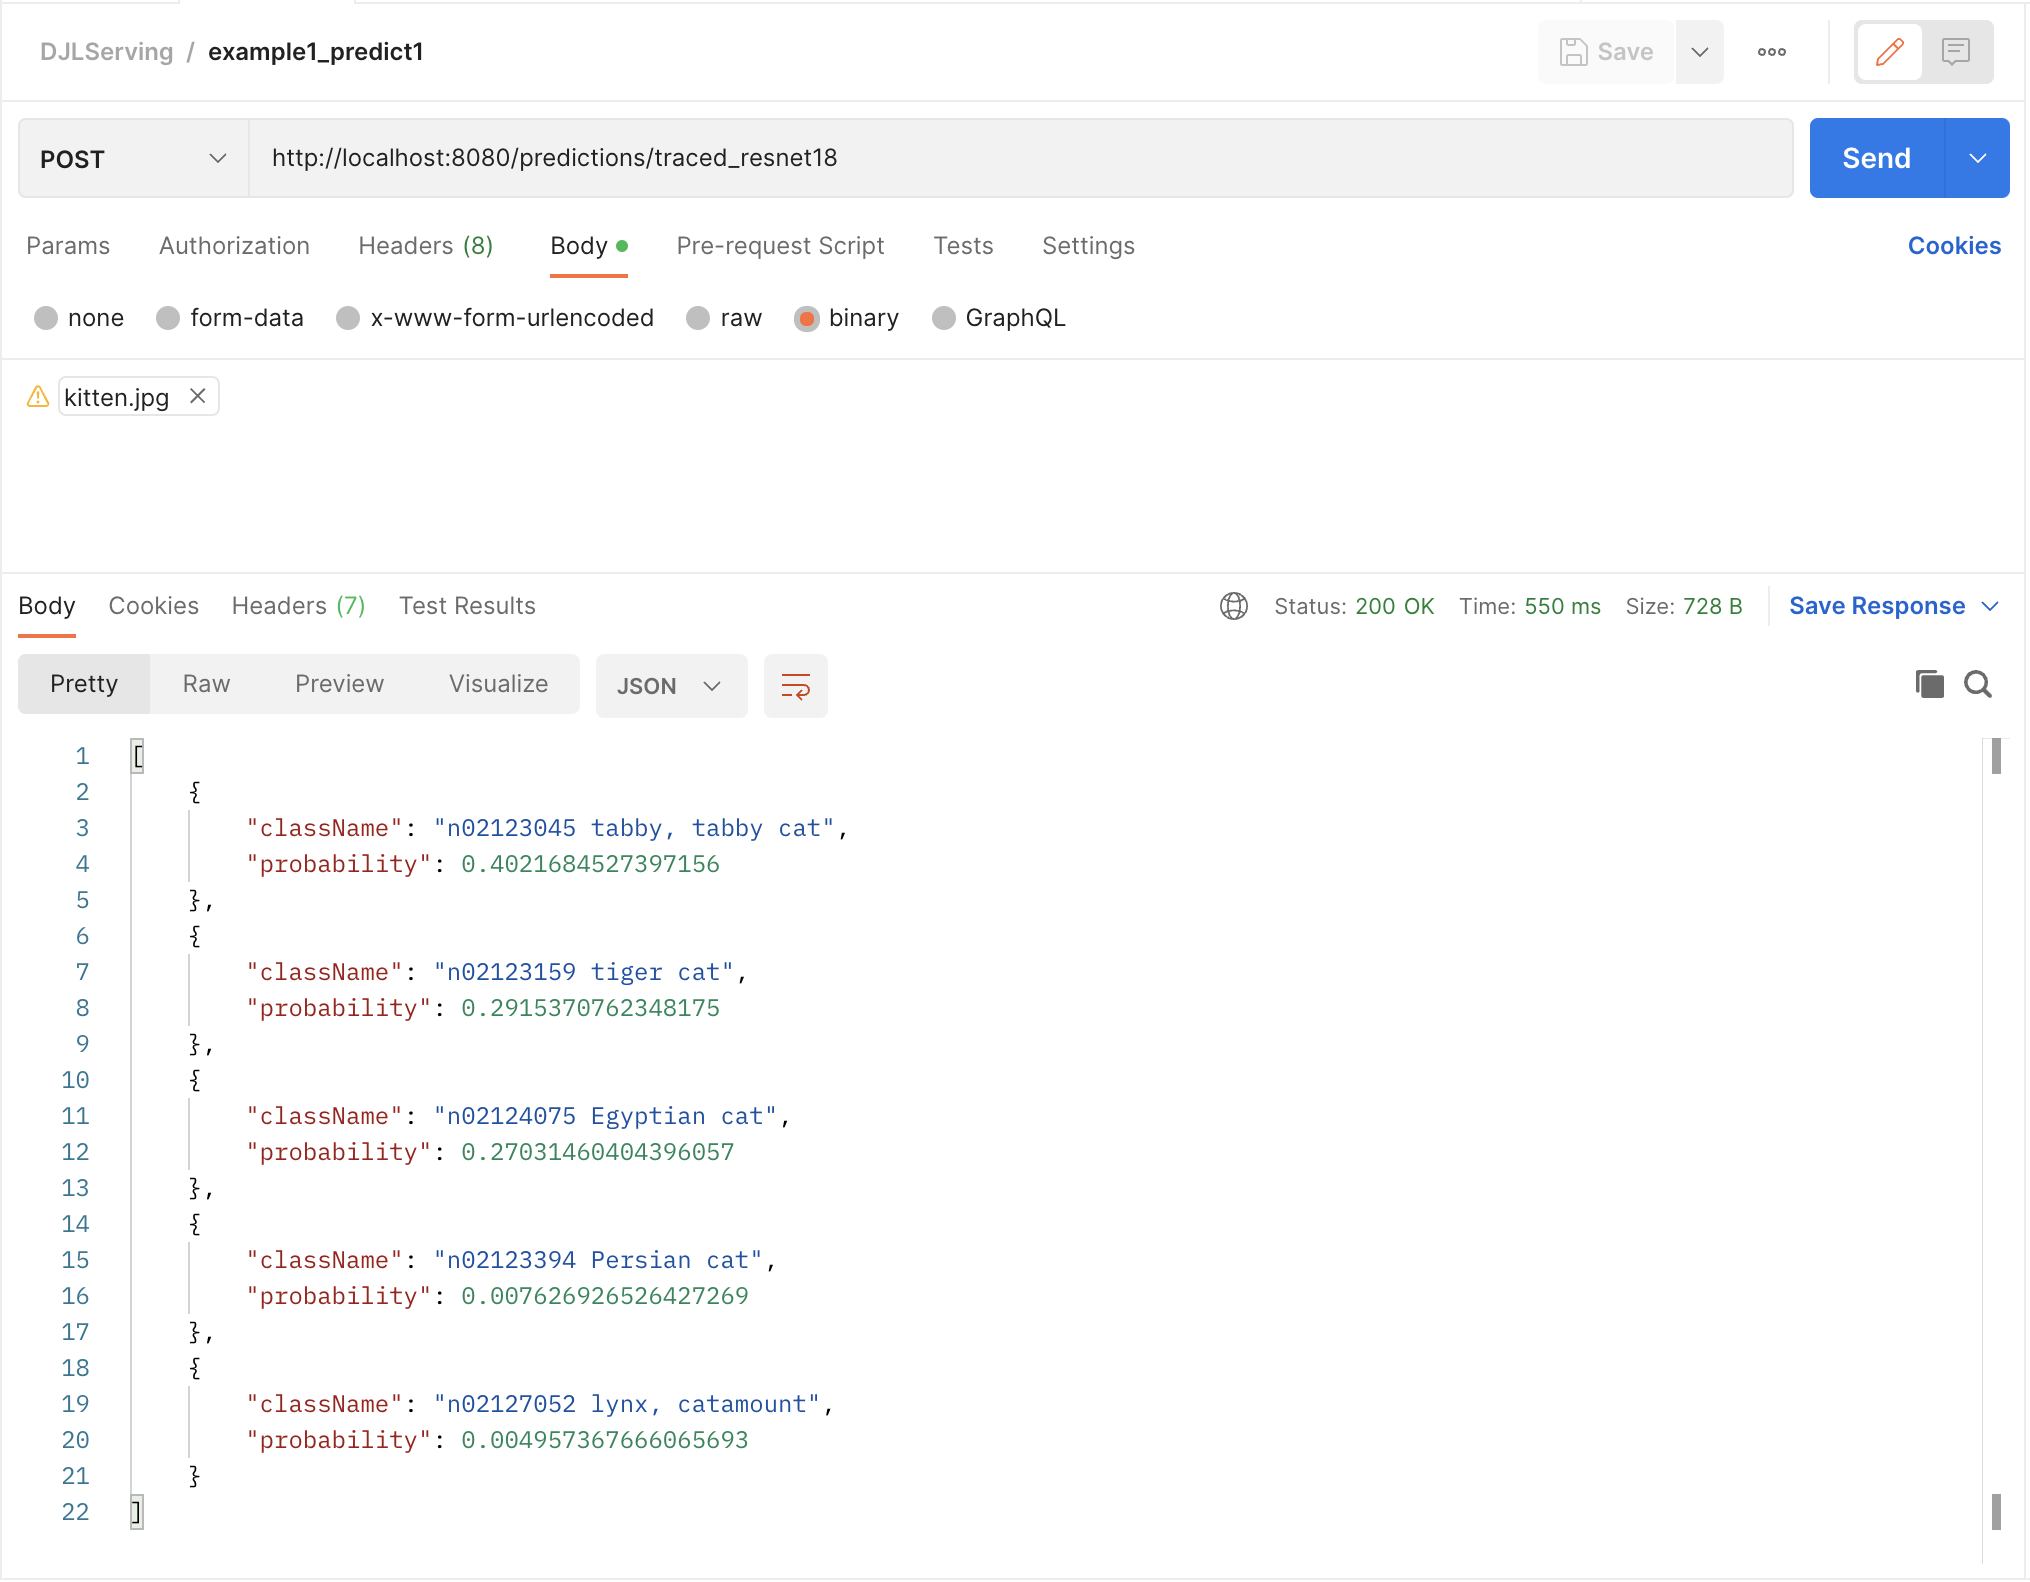 DJLServing / example1_predict1 Save
POST http://localhost:8080/predictions/traced_resnet18 Send
Params Authorization Headers (8) Body Pre-request Script Tests Settings Cookies
none form-data x-www-form-urlencoded raw binary GraphQL
kitten.jpg
Body Cookies Headers (7) Test Results Status: 200 OK Time: 550 ms Size: 728 B Save Response
Pretty Raw Preview Visualize JSON
1 [
2 {
3 "className": "n02123045 tabby, tabby cat",
4 "probability": 0.4021684527397156
5 },
6 {
7 "className": "n02123159 tiger cat",
8 "probability": 0.2915370762348175
9 },
10 {
11 "className": "n02124075 Egyptian cat",
12 "probability": 0.27031460404396057
13 },
14 {
15 "className": "n02123394 Persian cat",
16 "probability": 0.007626926526427269
17 },
18 {
19 "className": "n02127052 lynx, catamount",
20 "probability": 0.004957367666065693
21 }
22 ]